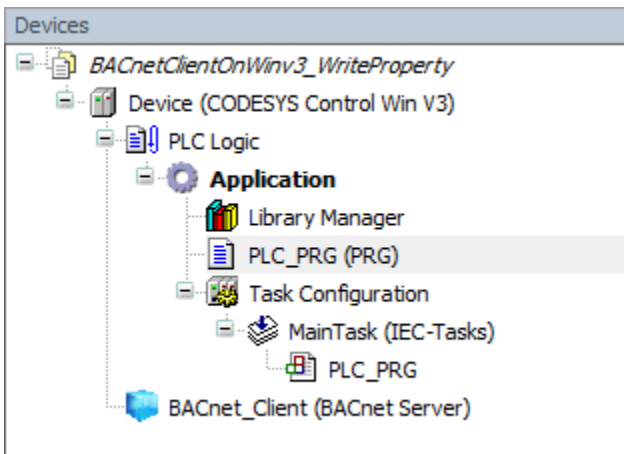 Devices
BACnetClientOnWinv3_WriteProperty
Device (CODESYS Control Win V3)
PLC Logic
Application
Library Manager
PLC_PRG (PRG)
Task Configuration
MainTask (IEC-Tasks)
PLC_PRG
BACnet_Client (BACnet Server)